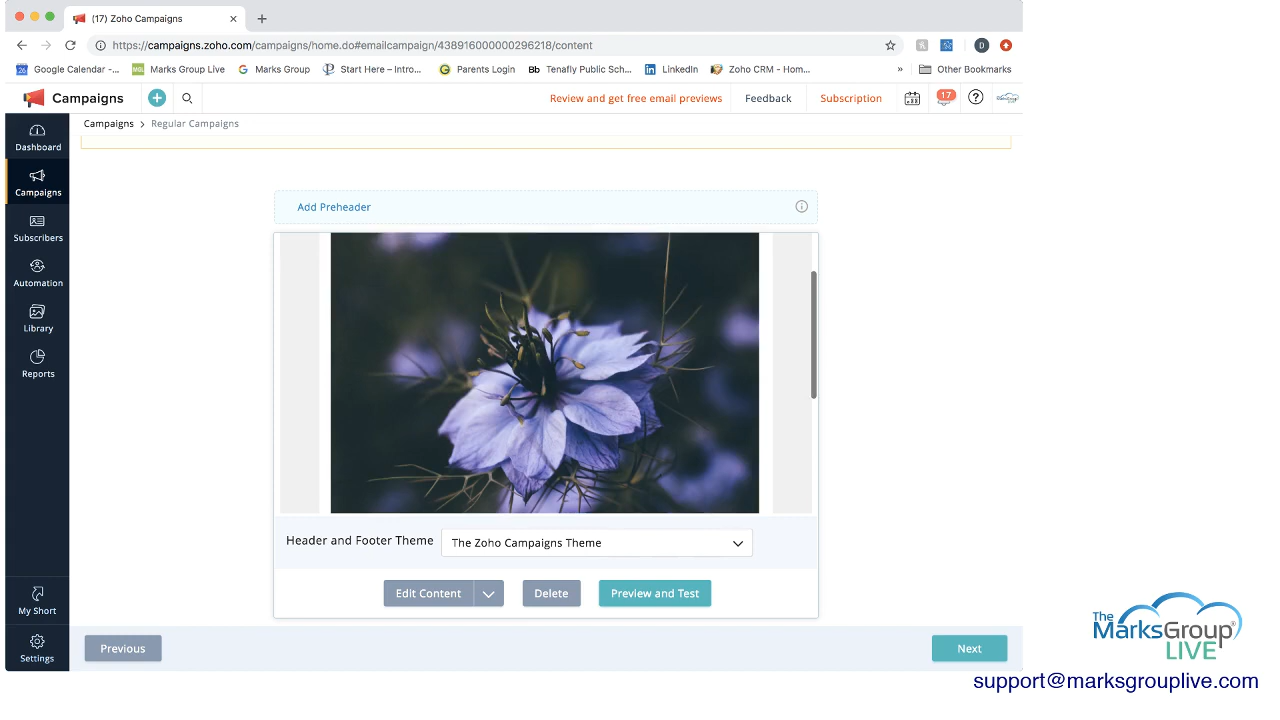 (17) Zoho Campaigns
https://campaigns.zoho.com/campaigns/home.do#emailcampaign/438916000000296218/content
Google Calendar -... Marks Group Live Marks Group Start Here – Intro... Parents Login Tenafly Public Sch... LinkedIn Zoho CRM - Hom... » Other Bookmarks
Campaigns Review and get free email previews Feedback Subscription 17
Campaigns > Regular Campaigns
Dashboard
Campaigns
Subscribers
Automation
Library
Reports
My Short
Settings
Add Preheader
Header and Footer Theme The Zoho Campaigns Theme
Edit Content Delete Preview and Test
Previous Next
The
MarksGroup
LIVE
support@marksgrouplive.com